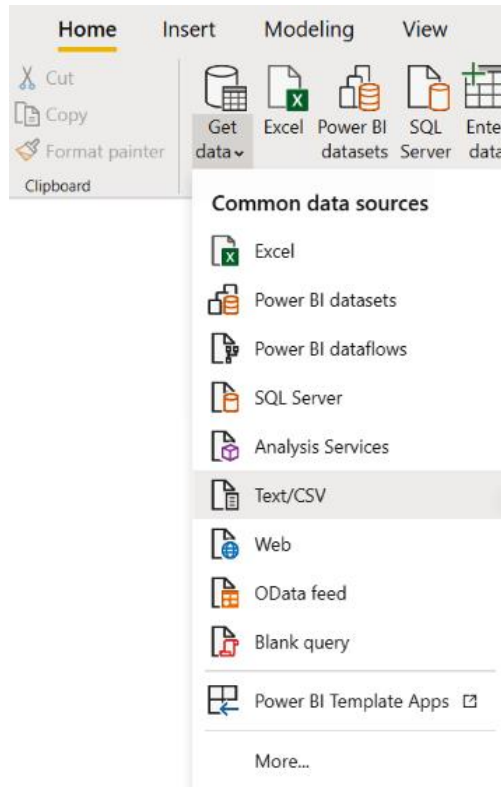 Home Insert Modeling View
Cut
Copy
Format painter
Clipboard
Get data
Excel
Power BI datasets
SQL Server
Common data sources
Excel
Power BI datasets
Power BI dataflows
SQL Server
Analysis Services
Text/CSV
Web
OData feed
Blank query
Power BI Template Apps
More...